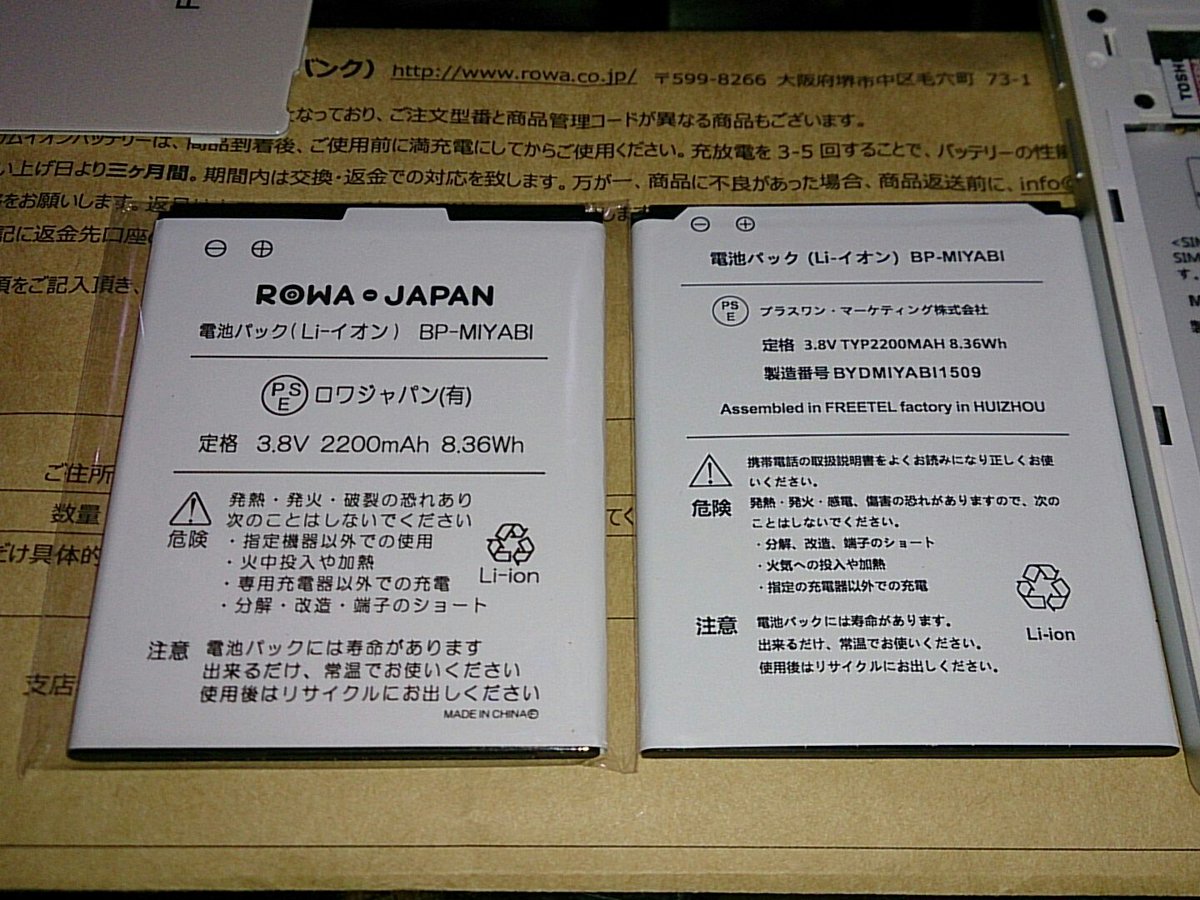 バンク) http://www.rowa.co.jp/ 〒599-8266 大阪府堺市中区毛穴町 73-1
なっており、ご注文型番と商品管理コードが異なる商品もございます。
ムイオンバッテリーは、商品到着後、ご使用前に満充電にしてからご使用ください。充放電を3-5回することで、バッテリーの性能
い上げ日より三ヶ月間。期間内は交換・返金での対応を致します。万が一、商品に不良があった場合、商品返送前に、info@
をお願いします。
記に返金先口座
項をご記入頂き、
ご住所
数量
だけ具体的
支店
TOSH
<SIM
SIM
す。
⊖ ⊕
ROWA JAPAN
電池パック(Li-イオン) BP-MIYABI
PSE ロワジャパン(有)
定格 3.8V 2200mAh 8.36Wh
危険
発熱・発火・破裂の恐れあり
次のことはしないでください
・指定機器以外での使用
・火中投入や加熱
・専用充電器以外での充電
・分解・改造・端子のショート
Li-ion
注意 電池パックには寿命があります
出来るだけ、常温でお使いください
使用後はリサイクルにお出しください
MADE IN CHINA
⊖ ⊕
電池パック (Li-イオン) BP-MIYABI
PSE プラスワン・マーケティング株式会社
定格 3.8V TYP2200MAH 8.36Wh
製造番号 BYDMIYABI1509
Assembled in FREETEL factory in HUIZHOU
危険
携帯電話の取扱説明書をよくお読みになり正しくお使
いください。
発熱・発火・感電、傷害の恐れがありますので、次の
ことはしないでください。
・分解、改造、端子のショート
・火気への投入や加熱
・指定の充電器以外での充電
Li-ion
注意 電池パックには寿命があります。
出来るだけ、常温でお使いください。
使用後はリサイクルにお出しください。